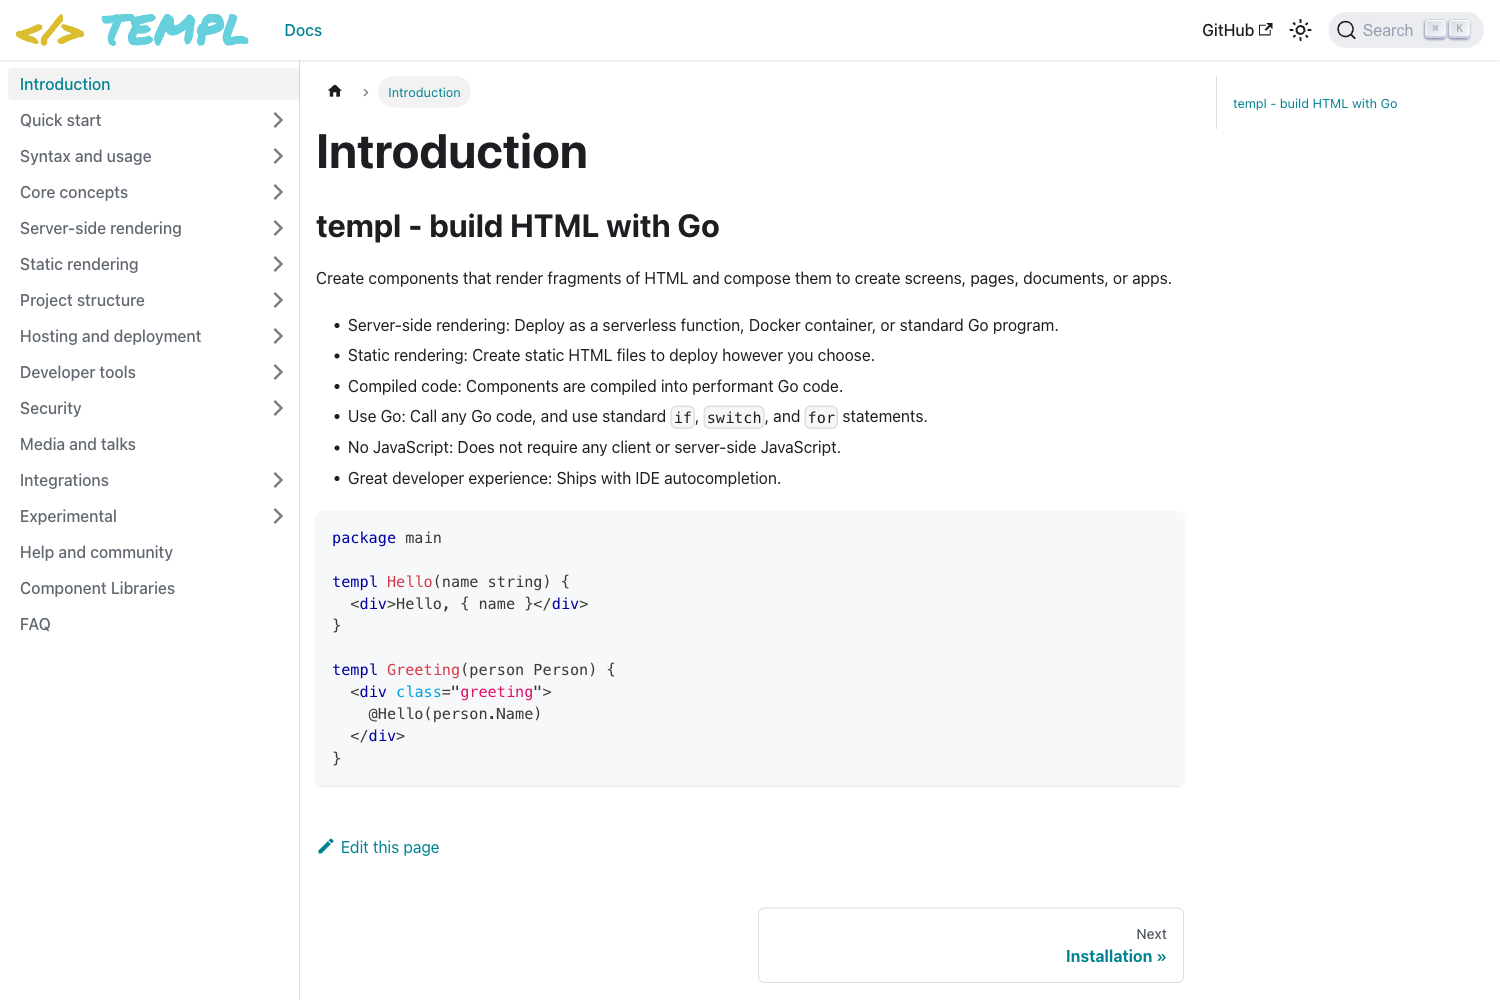 </> TEMPL
Docs
GitHub
Search
⌘ K
Introduction
Quick start
Syntax and usage
Core concepts
Server-side rendering
Static rendering
Project structure
Hosting and deployment
Developer tools
Security
Media and talks
Integrations
Experimental
Help and community
Component Libraries
FAQ
Introduction
Introduction
templ - build HTML with Go
Create components that render fragments of HTML and compose them to create screens, pages, documents, or apps.
• Server-side rendering: Deploy as a serverless function, Docker container, or standard Go program.
• Static rendering: Create static HTML files to deploy however you choose.
• Compiled code: Components are compiled into performant Go code.
• Use Go: Call any Go code, and use standard if, switch, and for statements.
• No JavaScript: Does not require any client or server-side JavaScript.
• Great developer experience: Ships with IDE autocompletion.
package main
templ Hello(name string) {
  <div>Hello, { name }</div>
}
templ Greeting(person Person) {
  <div class="greeting">
    @Hello(person.Name)
  </div>
}
Edit this page
Next
Installation »
templ - build HTML with Go